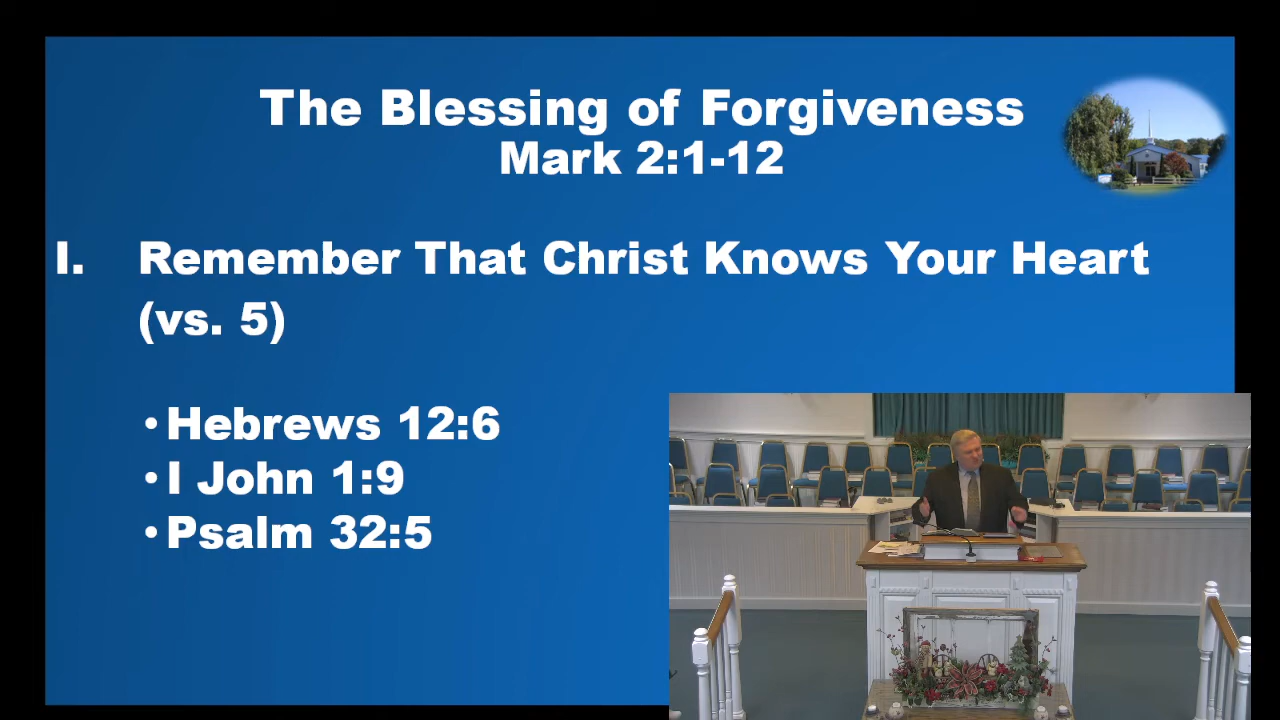 The Blessing of Forgiveness
Mark 2:1-12
I. Remember That Christ Knows Your Heart
(vs. 5)
• Hebrews 12:6
• I John 1:9
• Psalm 32:5